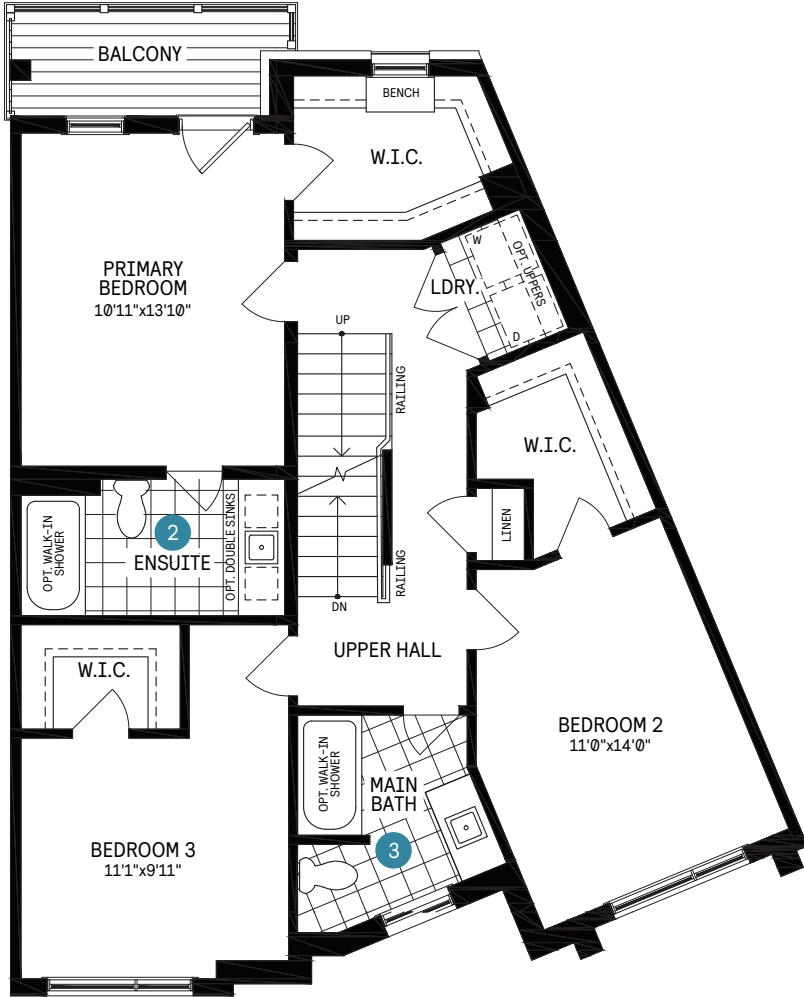 BALCONY
BENCH
W.I.C.
PRIMARY
BEDROOM
10'11"x13'10"
W
OPT. UPPERS
LDRY.
D
UP
RAILING
W.I.C.
OPT. WALK-IN
SHOWER
2
ENSUITE
OPT. DOUBLE SINKS
LINEN
RAILING
DN
UPPER HALL
W.I.C.
BEDROOM 2
11'0"x14'0"
OPT. WALK-IN
SHOWER
MAIN
BATH
3
BEDROOM 3
11'1"x9'11"